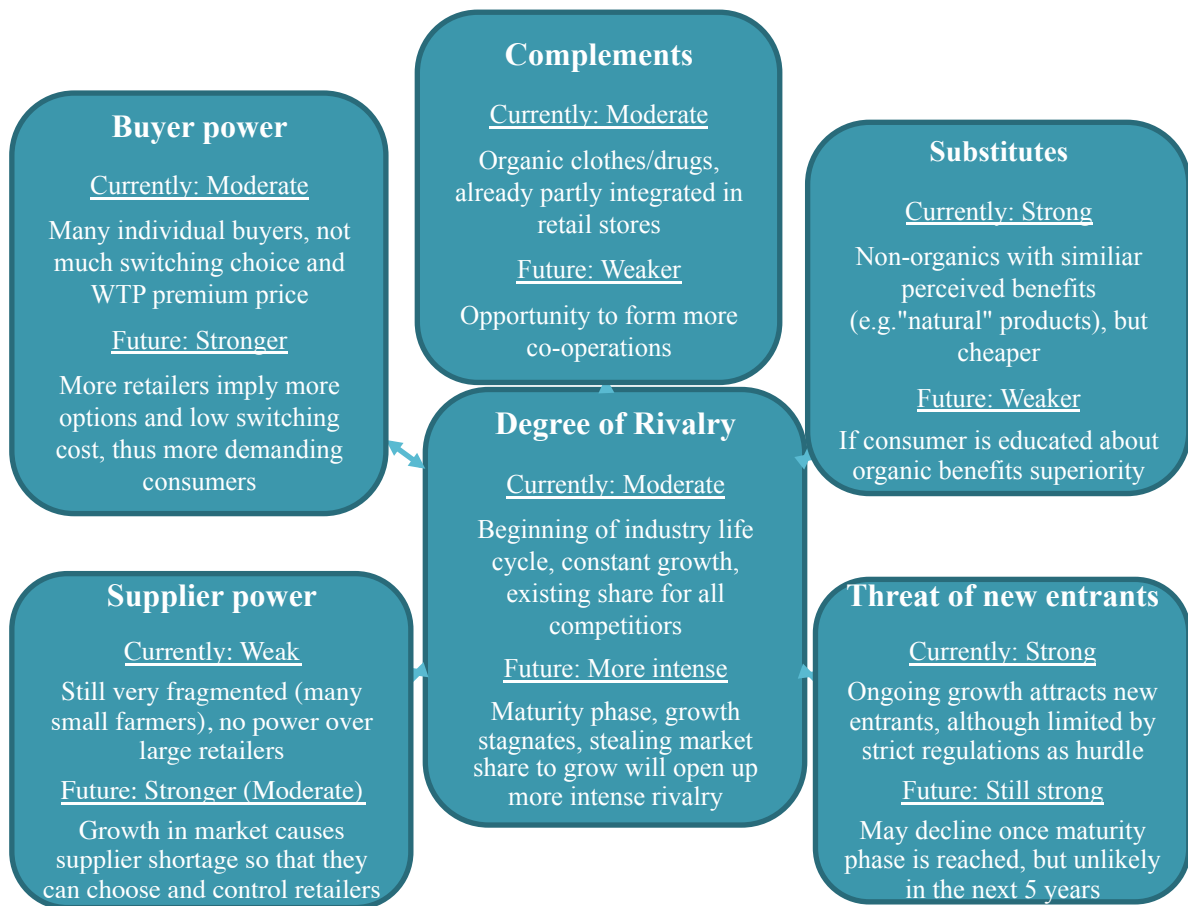 Complements
Currently: Moderate
Organic clothes/drugs,
already partly integrated in
retail stores
Future: Weaker
Opportunity to form more
co-operations
Buyer power
Currently: Moderate
Many individual buyers, not
much switching choice and
WTP premium price
Future: Stronger
More retailers imply more
options and low switching
cost, thus more demanding
consumers
Substitutes
Currently: Strong
Non-organics with similiar
perceived benefits
(e.g."natural" products), but
cheaper
Future: Weaker
If consumer is educated about
organic benefits superiority
Degree of Rivalry
Currently: Moderate
Beginning of industry life
cycle, constant growth,
existing share for all
competitiors
Future: More intense
Maturity phase, growth
stagnates, stealing market
share to grow will open up
more intense rivalry
Supplier power
Currently: Weak
Still very fragmented (many
small farmers), no power over
large retailers
Future: Stronger (Moderate)
Growth in market causes
supplier shortage so that they
can choose and control retailers
Threat of new entrants
Currently: Strong
Ongoing growth attracts new
entrants, although limited by
strict regulations as hurdle
Future: Still strong
May decline once maturity
phase is reached, but unlikely
in the next 5 years